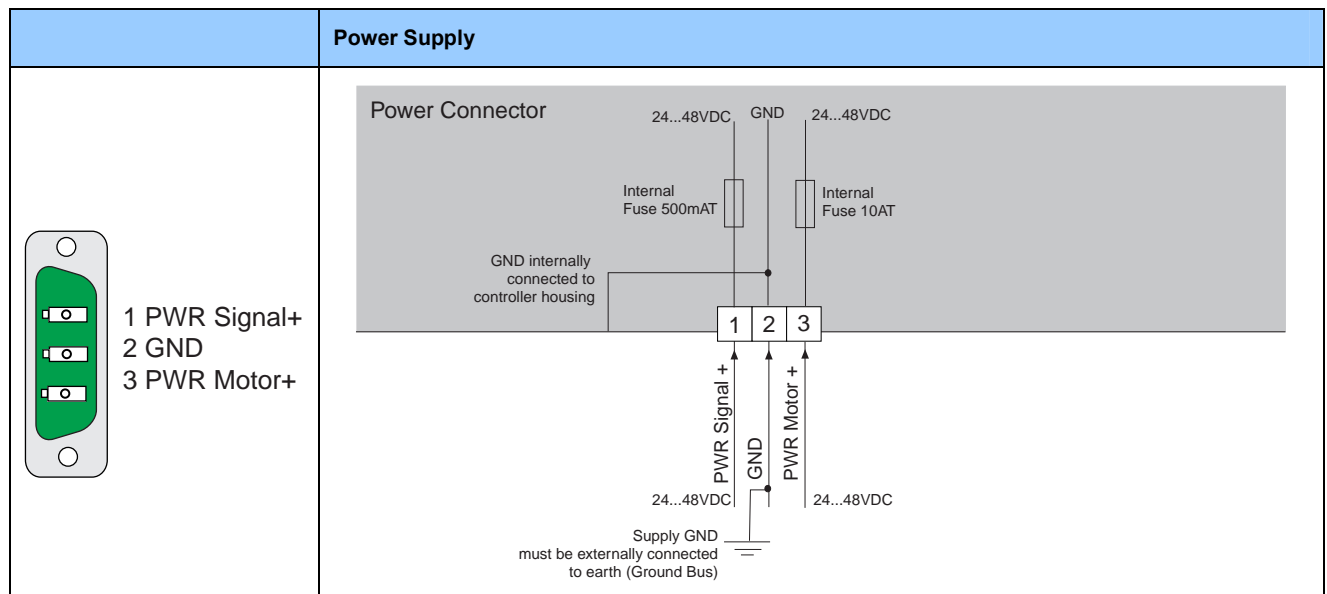 Power Supply
1 PWR Signal+
2 GND
3 PWR Motor+
Power Connector
24...48VDC
GND
24...48VDC
Internal
Fuse 500mAT
Internal
Fuse 10AT
GND internally
connected to
controller housing
1 2 3
PWR Signal +
GND
PWR Motor +
24...48VDC
24...48VDC
Supply GND
must be externally connected
to earth (Ground Bus)